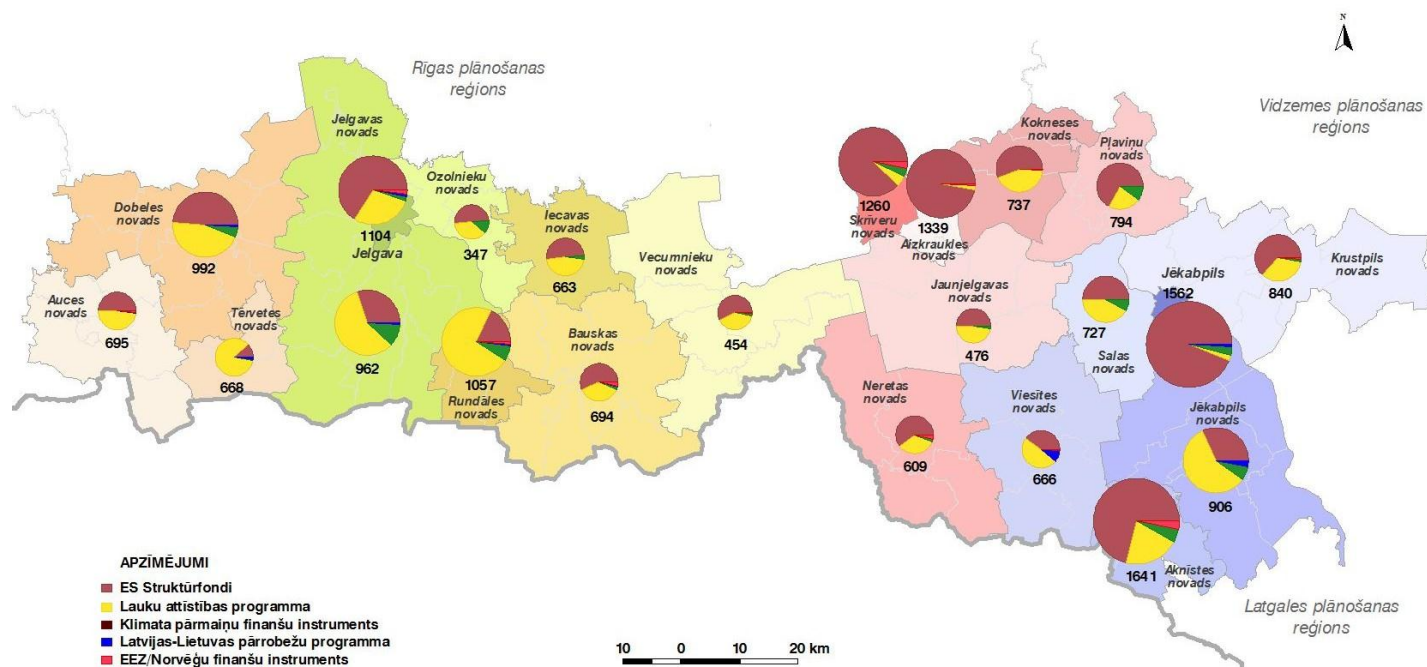 N
Rīgas plānošanas
reģions
Vidzemes plānošanas
reģions
Jelgavas
novads
Kokneses
novads
Pļaviņu
novads
Ozolnieku
novads
Dobeles
novads
Iecavas
novads
1260
Skrīveru
novads
737
794
1104
Jelgava
347
1339
Aizkraukles
novads
992
663
Vecumnieku
novads
Jēkabpils
1562
840
Krustpils
novads
Auces
novads
Tērvetes
novads
Jaunjelgavas
novads
727
Salas
novads
695
668
962
1057
Rundāles
novads
Bauskas
novads
694
454
476
Neretas
novads
609
Viesītes
novads
666
Jēkabpils
novads
906
1641
Aknīstes
novads
Latgales plānošanas
reģions
APZĪMĒJUMI
ES Struktūrfondi
Lauku attīstības programma
Klimata pārmaiņu finanšu instruments
Latvijas-Lietuvas pārrobežu programma
EEZ/Norvēģu finanšu instruments
10 0 10 20 km